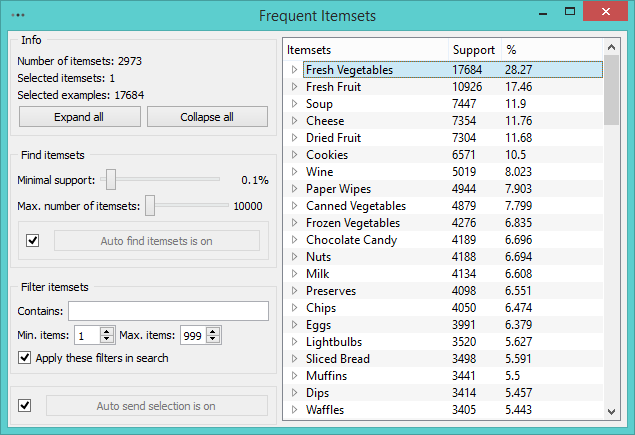 Frequent Itemsets
Info
Number of itemsets: 2973
Selected itemsets: 1
Selected examples: 17684
Expand all Collapse all
Find itemsets
Minimal support: 0.1%
Max. number of itemsets: 10000
Auto find itemsets is on
Filter itemsets
Contains:
Min. items: 1 Max. items: 999
Apply these filters in search
Auto send selection is on
Itemsets Support %
Fresh Vegetables 17684 28.27
Fresh Fruit 10926 17.46
Soup 7447 11.9
Cheese 7354 11.76
Dried Fruit 7304 11.68
Cookies 6571 10.5
Wine 5019 8.023
Paper Wipes 4944 7.903
Canned Vegetables 4879 7.799
Frozen Vegetables 4276 6.835
Chocolate Candy 4189 6.696
Nuts 4188 6.694
Milk 4134 6.608
Preserves 4098 6.551
Chips 4050 6.474
Eggs 3991 6.379
Lightbulbs 3520 5.627
Sliced Bread 3498 5.591
Muffins 3441 5.5
Dips 3414 5.457
Waffles 3405 5.443